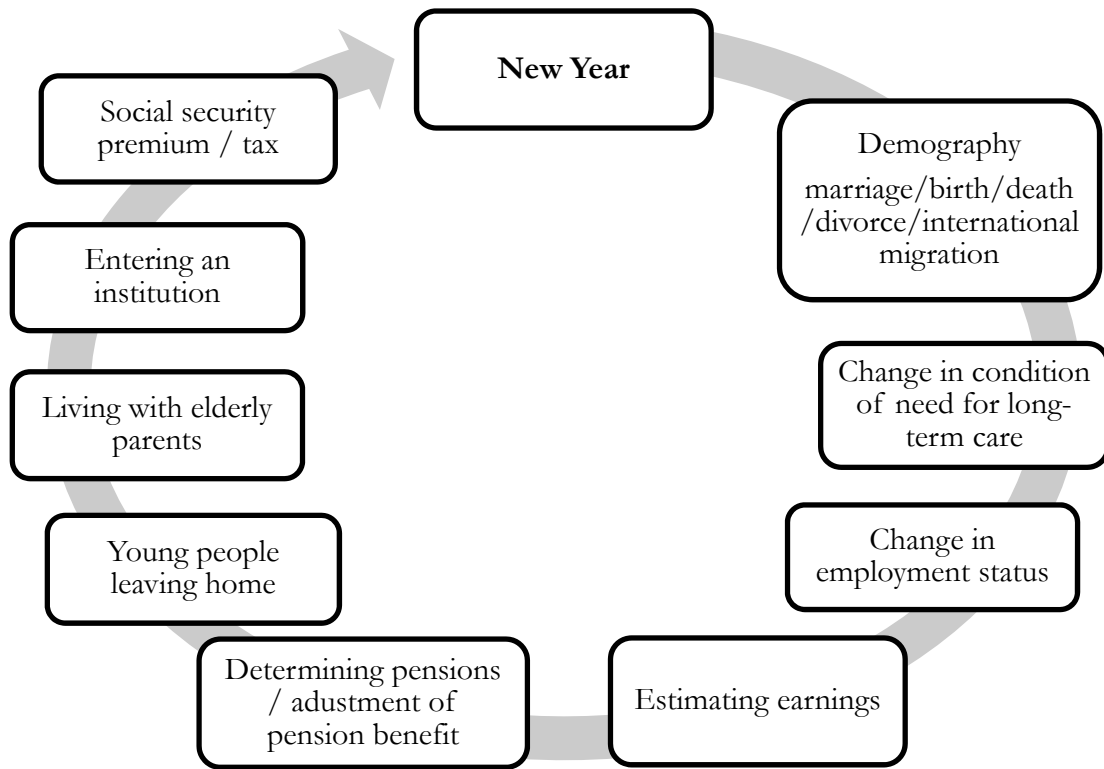 New Year
Demography
marriage/birth/death
/divorce/international
migration
Change in condition
of need for long-
term care
Change in
employment status
Estimating earnings
Determining pensions
/ adustment of
pension benefit
Young people
leaving home
Living with elderly
parents
Entering an
institution
Social security
premium / tax